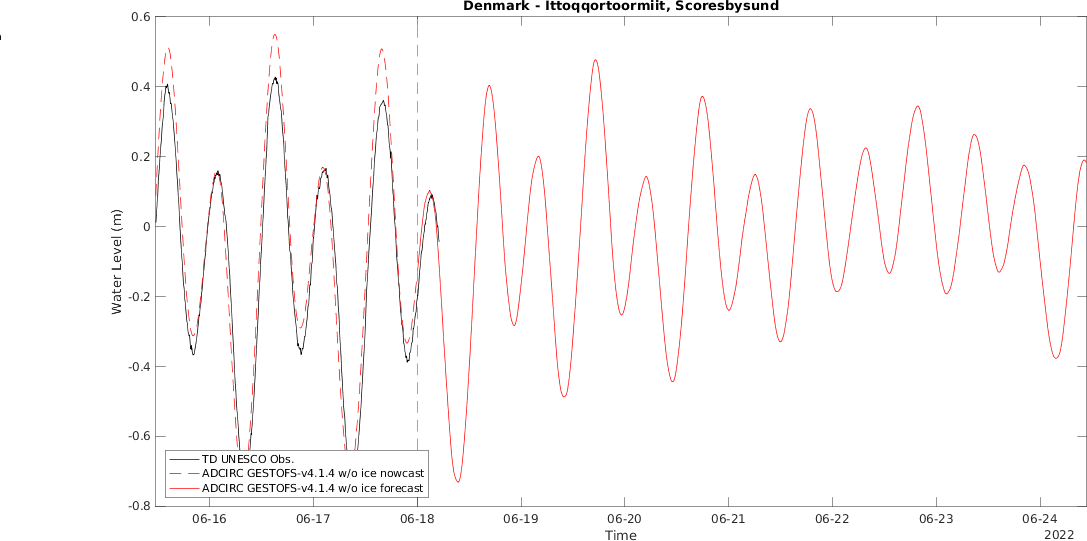 Denmark - Ittoqqortoormiit, Scoresbysund
0.6
0.4
0.2
0
-0.2
-0.4
-0.6
-0.8
Water Level (m)
TD UNESCO Obs.
ADCIRC GESTOFS-v4.1.4 w/o ice nowcast
ADCIRC GESTOFS-v4.1.4 w/o ice forecast
06-16 06-17 06-18 06-19 06-20 06-21 06-22 06-23 06-24
Time
2022